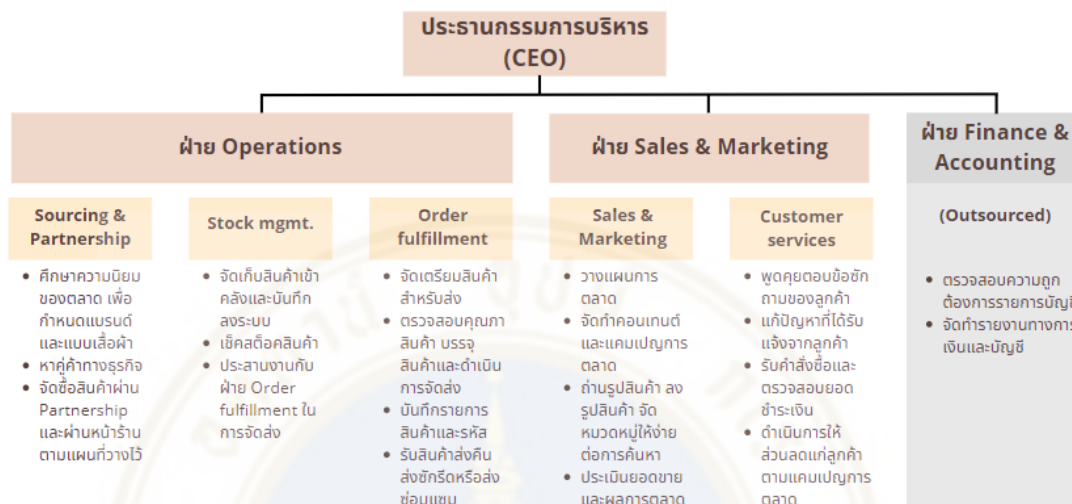 ประธานกรรมการบริหาร
(CEO)
ฝ่าย Operations
ฝ่าย Sales & Marketing
ฝ่าย Finance &
Accounting
Sourcing &
Partnership
• ศึกษาความนิยม
ของตลาด เพื่อ
กำหนดแบรนด์
และแบบเสื้อผ้า
• หาคู่ค้าทางธุรกิจ
• จัดซื้อสินค้าผ่าน
Partnership
และผ่านหน้าร้าน
ตามแผนที่วางไว้
Stock mgmt.
• จัดเก็บสินค้าเข้า
คลังและบันทึก
ลงระบบ
• เช็คสต็อคสินค้า
• ประสานงานกับ
ฝ่าย Order
fulfillment ใน
การจัดส่ง
Order
fulfillment
• จัดเตรียมสินค้า
สำหรับส่ง
• ตรวจสอบคุณภา
สินค้า บรรจุ
สินค้าและดำเนิน
การจัดส่ง
• บันทึกรายการ
สินค้าและรหัส
• รับสินค้าส่งคืน
ส่งซักรีดหรือส่ง
ซ่อมแซม
Sales &
Marketing
• วางแผนการ
ตลาด
• จัดทำคอนเทนต์
และแคมเปญการ
ตลาด
• ถ่านรูปสินค้า ลง
รูปสินค้า จัด
หมวดหมู่ให้ง่าย
ต่อการค้นหา
• ประเมินยอดขาย
และผลการตลาด
Customer
services
• พูดคุยตอบข้อซัก
ถามของลูกค้า
• แก้ปัญหาที่ได้รับ
แจ้งจากลูกค้า
• รับคำสั่งซื้อและ
ตรวจสอบยอด
ชำระเงิน
• ดำเนินการให้
ส่วนลดแก่ลูกค้า
ตามแคมเปญการ
ตลาด
(Outsourced)
• ตรวจสอบความถูก
ต้องการรายการบัญชี
• จัดทำรายงานทางการ
เงินและบัญชี